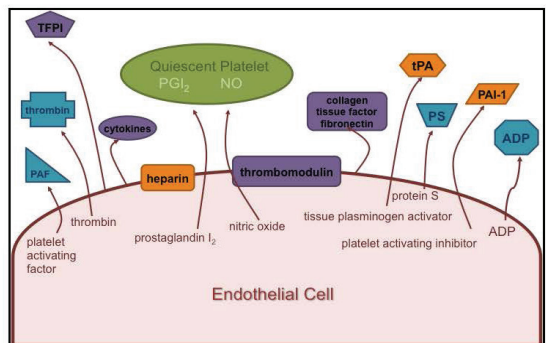 TFPI
Quiescent Platelet
PGI₂ NO
tPA
PAI-1
thrombin
cytokines
collagen
tissue factor
fibronectin
PS
ADP
PAF
heparin
thrombomodulin
protein S
thrombin
nitric oxide
tissue plasminogen activator
prostaglandin I₂
platelet activating inhibitor
ADP
platelet
activating
factor
Endothelial Cell